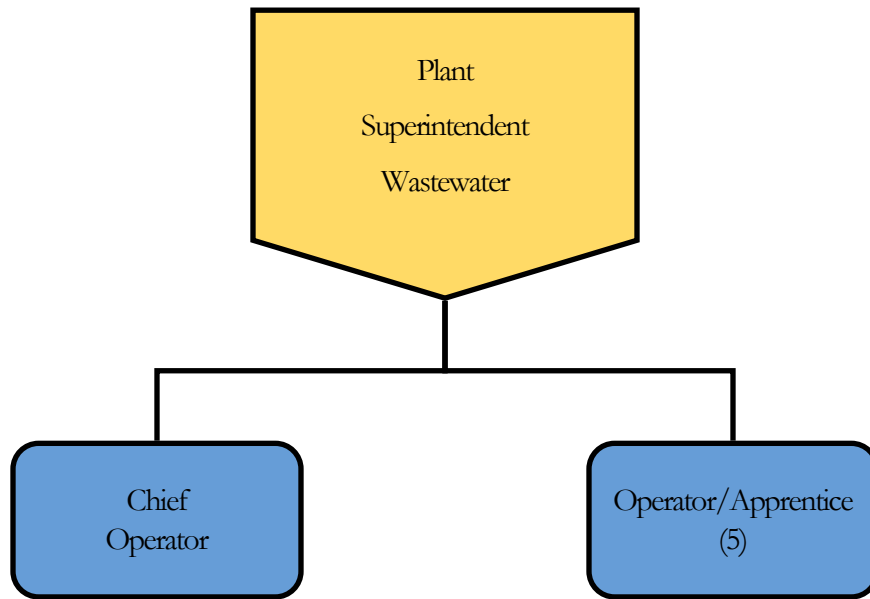 Plant
Superintendent
Wastewater
Chief
Operator
Operator/Apprentice
(5)